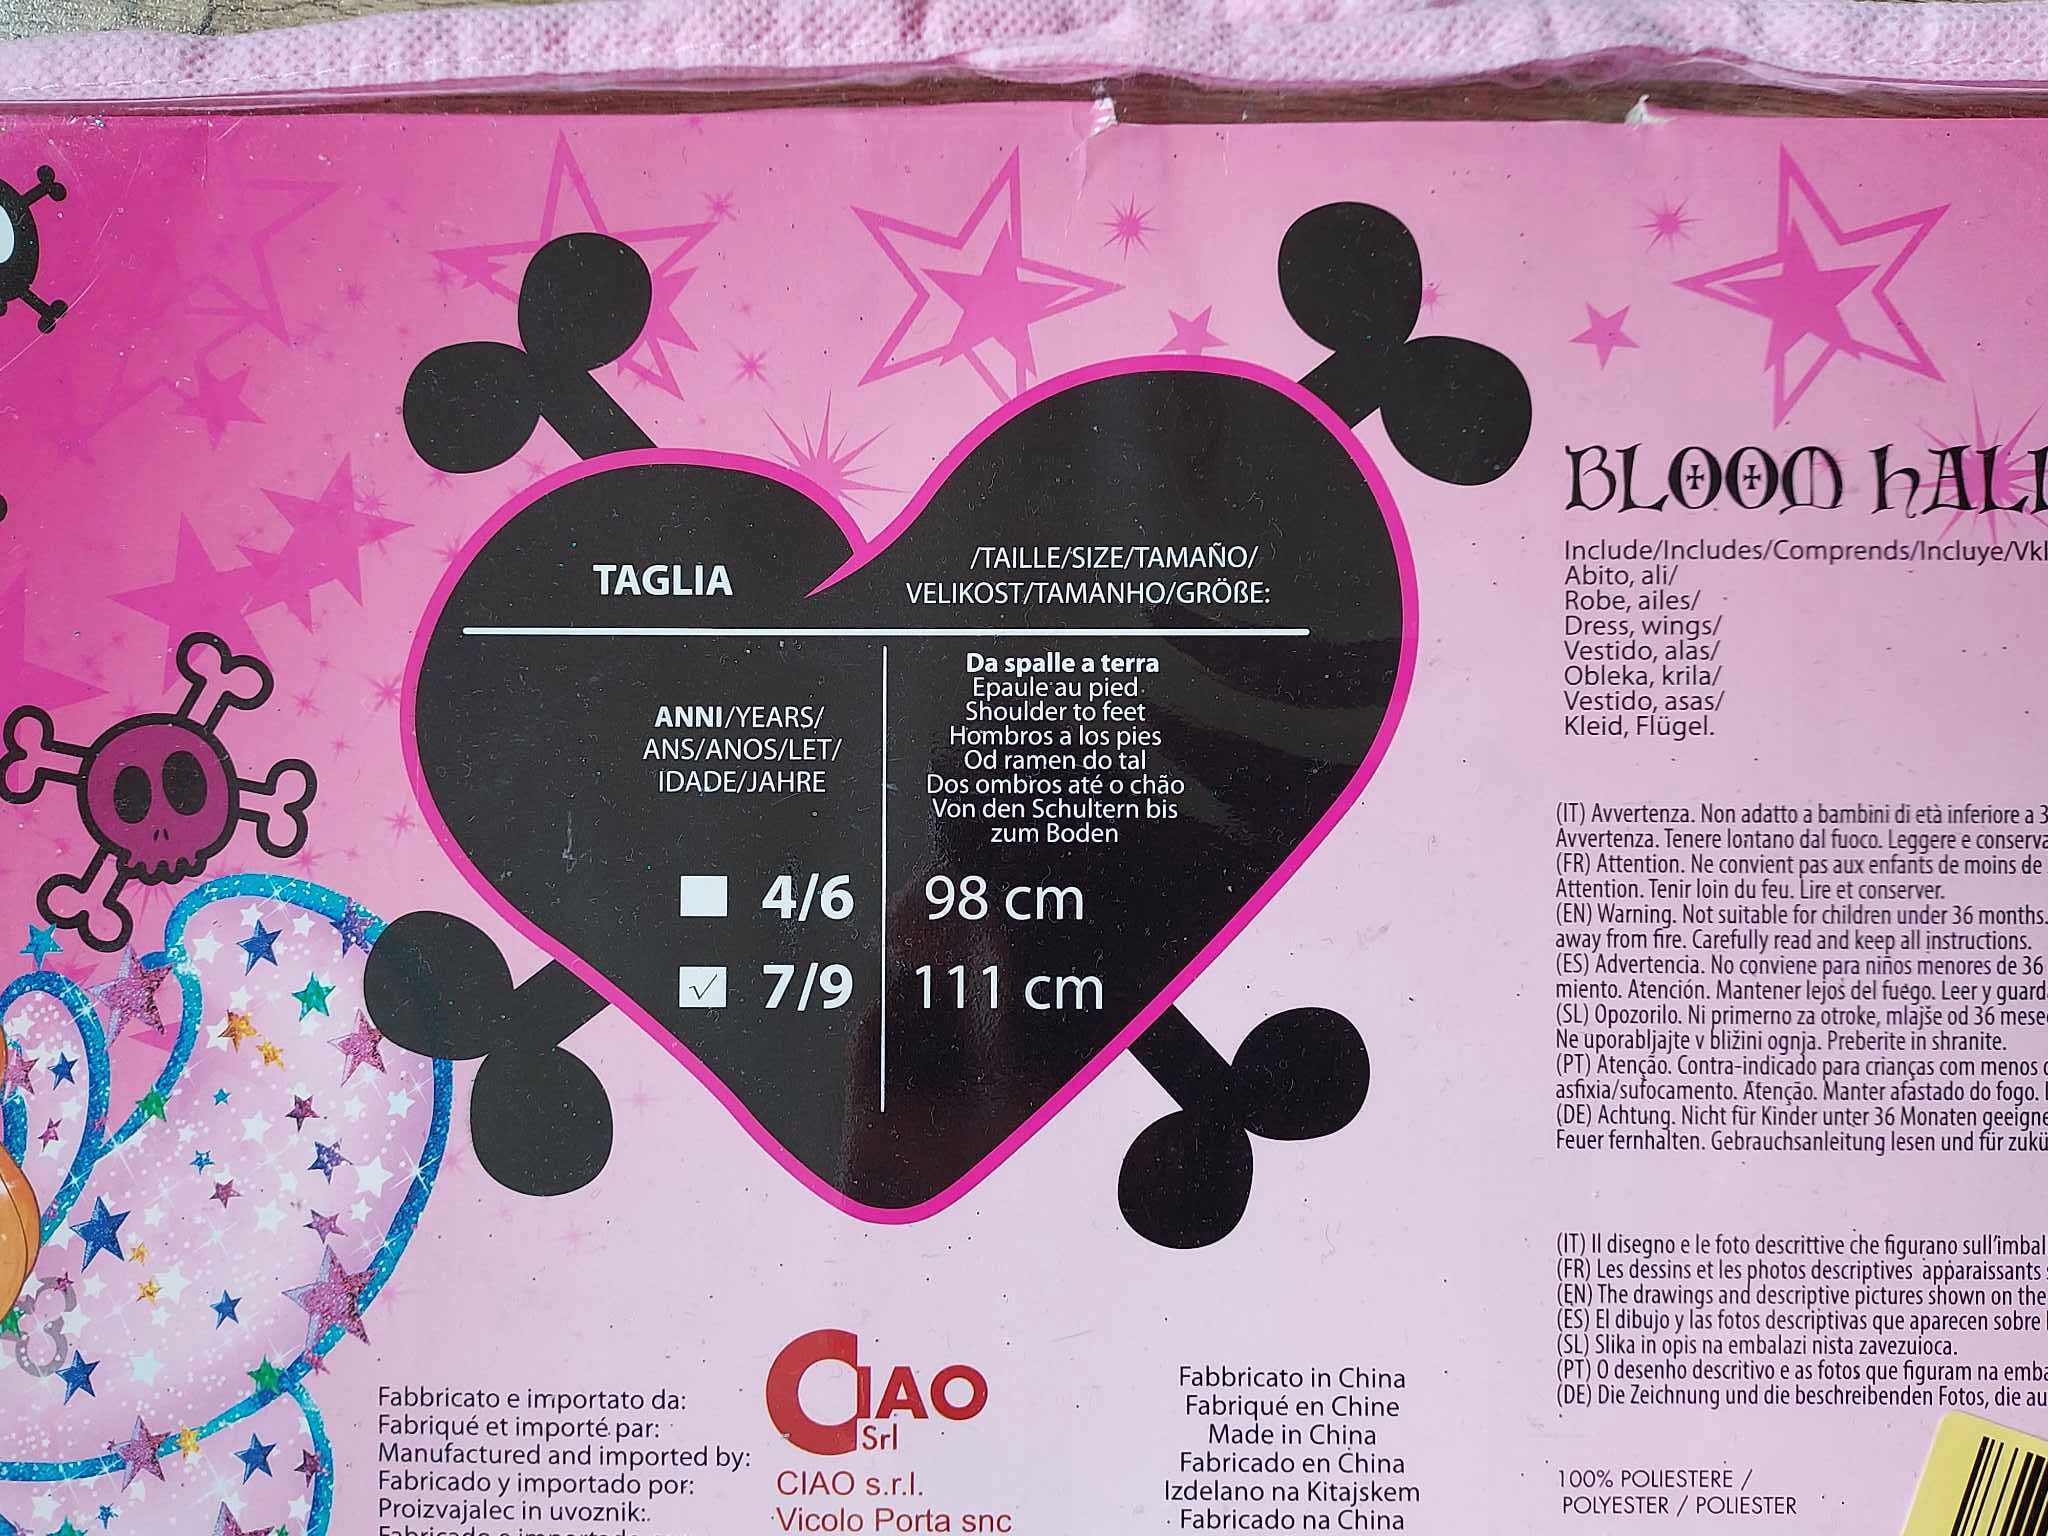 TAGLIA
/TAILLE/SIZE/TAMAÑO/
VELIKOST/TAMANHO/GRÖßE:
ANNI/YEARS/
ANS/ANOS/LET/
IDADE/JAHRE
Da spalle a terra
Epaule au pied
Shoulder to feet
Hombros a los pies
Od ramen do tal
Dos ombros até o chão
Von den Schultern bis
zum Boden
4/6 98 cm
7/9 111 cm
BLOOM
Include/Includes/Comprends/Incluye/
Abito, ali/
Robe, ailes/
Dress, wings/
Vestido, alas/
Obleka, krila/
Vestido, asas/
Kleid, Flügel.
(IT) Avvertenza. Non adatto a bambini di età inferiore a 3
Avvertenza. Tenere lontano dal fuoco. Leggere e conserva
(FR) Attention. Ne convient pas aux enfants de moins de
Attention. Tenir loin du feu. Lire et conserver.
(EN) Warning. Not suitable for children under 36 months.
away from fire. Carefully read and keep all instructions.
(ES) Advertencia. No conviene para niños menores de 36
miento. Atención. Mantener lejos del fuego. Leer y guard
(SL) Opozorilo. Ni primerno za otroke, mlajše od 36 mese
Ne uporabljajte v bližini ognja. Preberite in shranite.
(PT) Atenção. Contra-indicado para crianças com menos
asfixia/sufocamento. Atenção. Manter afastado do fogo.
(DE) Achtung. Nicht für Kinder unter 36 Monaten geeigne
Feuer fernhalten. Gebrauchsanleitung lesen und für zukü
(IT) Il disegno e le foto descrittive che figurano sull'imbal
(FR) Les dessins et les photos descriptives apparaissants
(EN) The drawings and descriptive pictures shown on the
(ES) El dibujo y las fotos descriptivas que aparecen sobre
(SL) Slika in opis na embalazi nista zavezuioca.
(PT) O desenho descritivo e as fotos que figuram na emba
(DE) Die Zeichnung und die beschreibenden Fotos, die au
100% POLIESTERE /
POLYESTER / POLIESTER
Fabbricato e importato da:
Fabriqué et importé par:
Manufactured and imported by:
Fabricado y importado por:
Proizvajalec in uvoznik:
CIAO
Srl
CIAO s.r.l.
Vicolo Porta snc
Fabbricato in China
Fabriqué en Chine
Made in China
Fabricado en China
Izdelano na Kitajskem
Fabricado na China